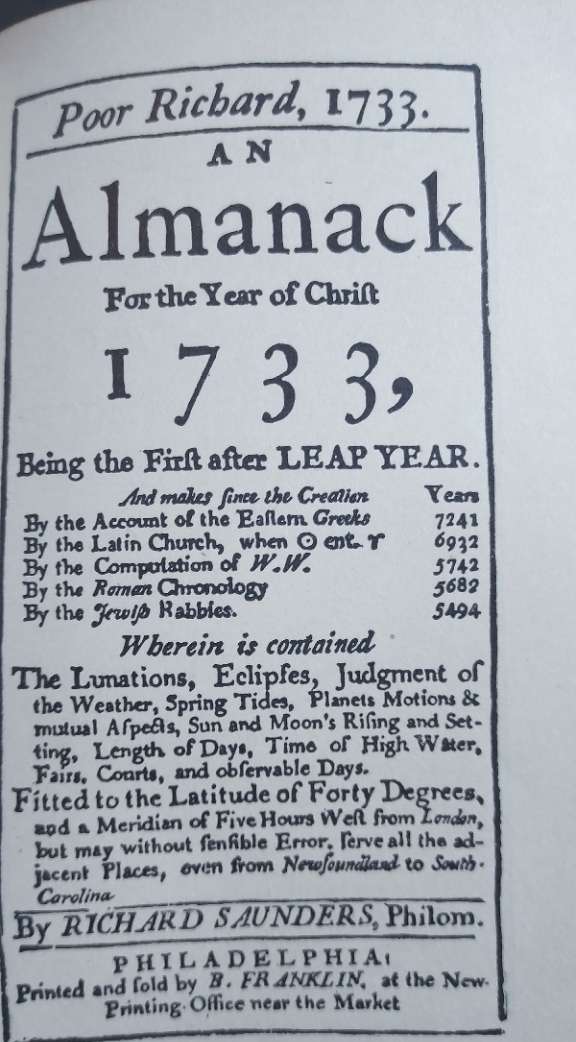 Poor Richard, 1733.
AN
Almanack
For the Year of Chriſt
1733,
Being the Firſt after LEAP YEAR.
And makes ſince the Creation Years
By the Account of the Eaſtern Greeks 7241
By the Latin Church, when ☉ ent. ♈ 6932
By the Computation of W.W. 5742
By the Roman Chronology 5682
By the Jewiſh Rabbies. 5494
Wherein is contained
The Lunations, Eclipſes, Judgment of
the Weather, Spring Tides, Planets Motions &
mutual Aſpects, Sun and Moon's Riſing and Set-
ting, Length of Days, Time of High Water,
Fairs, Courts, and obſervable Days.
Fitted to the Latitude of Forty Degrees,
and a Meridian of Five Hours Weſt from London,
but may without ſenſible Error, ſerve all the ad-
jacent Places, even from Newfoundland to South-
Carolina
By RICHARD SAUNDERS, Philom.
PHILADELPHIA:
Printed and ſold by B. FRANKLIN, at the New-
Printing-Office near the Market